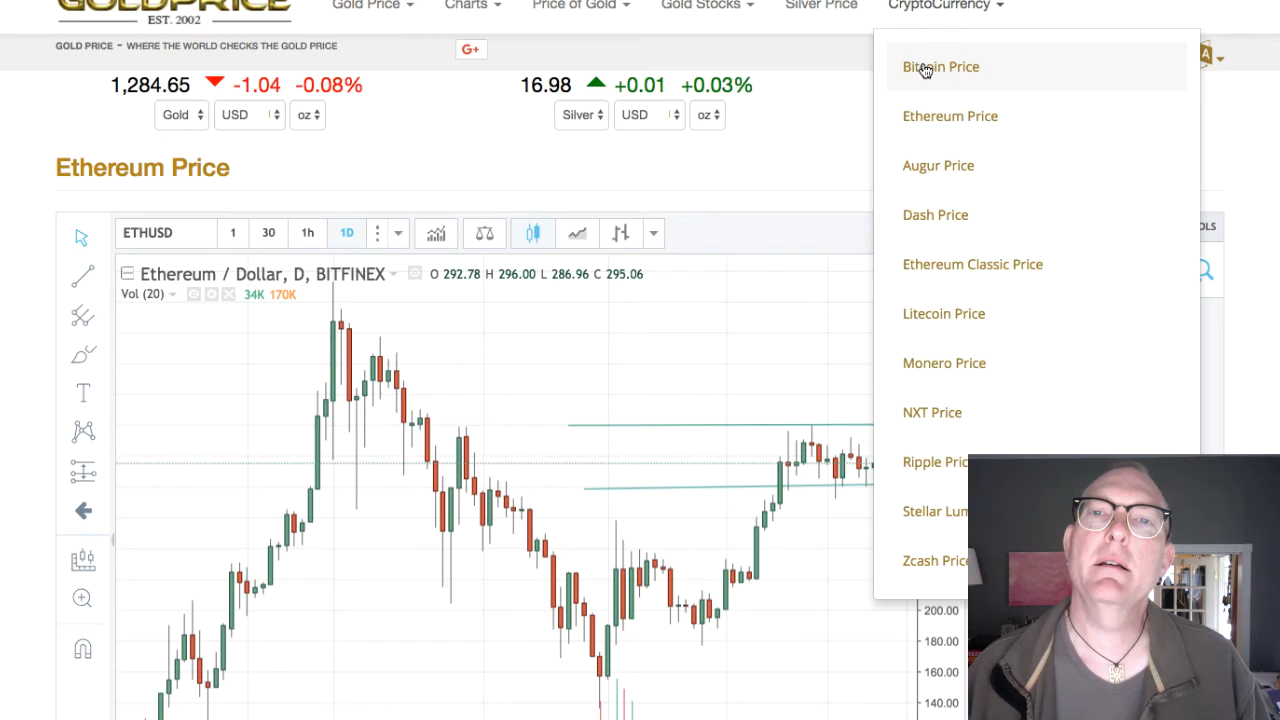 GOLDPRICE
EST. 2002
Gold Price
Charts
Price of Gold
Gold Stocks
Silver Price
CryptoCurrency
GOLD PRICE - WHERE THE WORLD CHECKS THE GOLD PRICE
G+
A
1,284.65 -1.04 -0.08%
16.98 +0.01 +0.03%
Gold USD oz
Silver USD oz
Bitcoin Price
Ethereum Price
Augur Price
Dash Price
Ethereum Classic Price
Litecoin Price
Monero Price
NXT Price
Ripple Pric
Stellar Lum
Zcash Price
Ethereum Price
ETHUSD 1 30 1h 1D
Ethereum / Dollar, D, BITFINEX O 292.78 H 296.00 L 286.96 C 295.06
Vol (20) 34K 170K
T
200.00
180.00
160.00
140.00